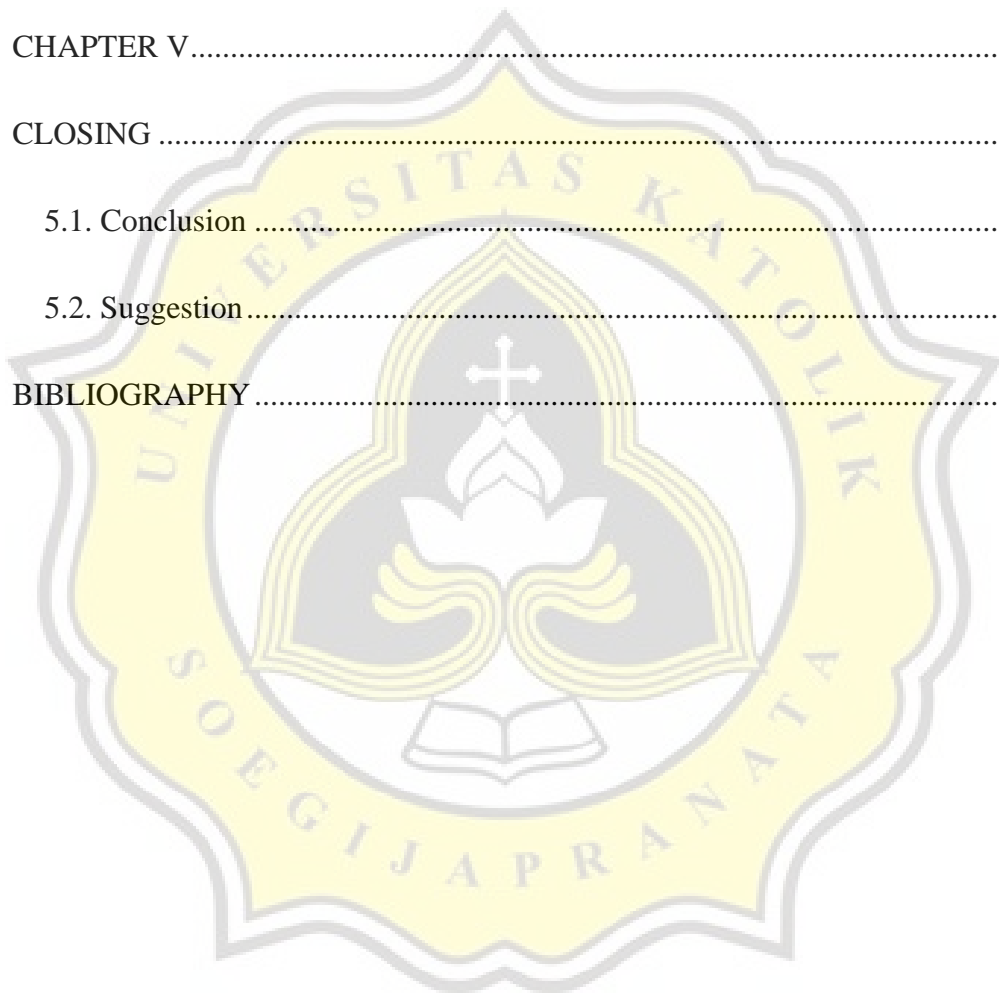 CHAPTER V....................................................................................................
CLOSING ........................................................................................................
5.1. Conclusion ..............................................................................................
5.2. Suggestion...............................................................................................
BIBLIOGRAPHY ............................................................................................
UNIVERSITAS KATOLIK
SOEGIJAPRANATA